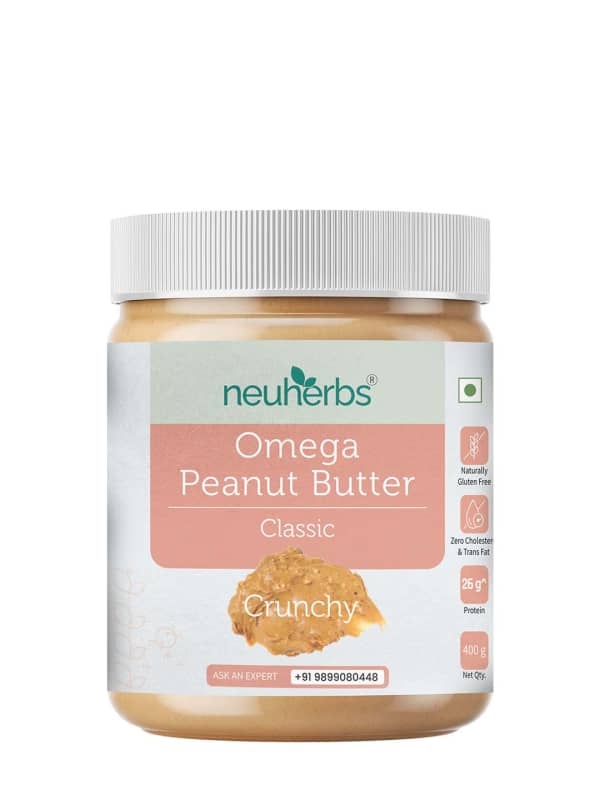 neuherbs®
Omega
Peanut Butter
Classic
Crunchy
ASK AN EXPERT +91 9899080448
Naturally
Gluten Free
Zero Cholester
& Trans Fat
26 g^
Protein
400 g
Net Qty.